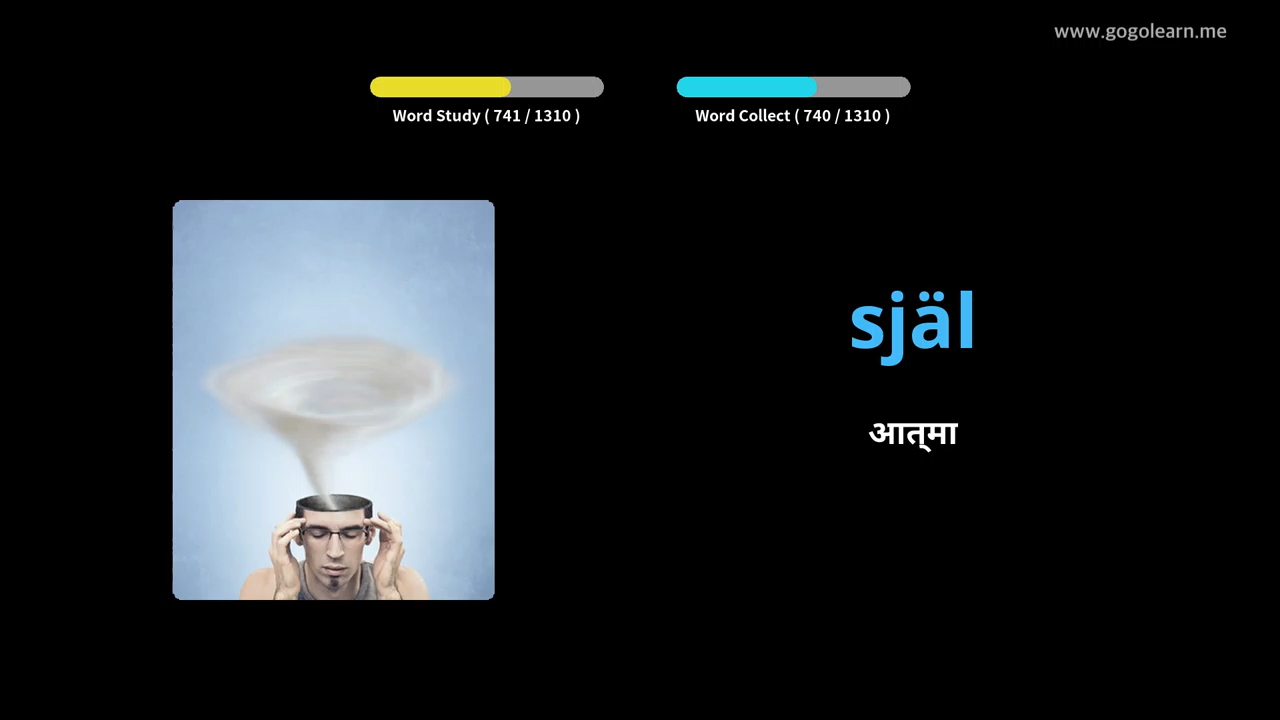 www.gogolearn.me
Word Study ( 741 / 1310 )
Word Collect ( 740 / 1310 )
själ
आत्‌मा